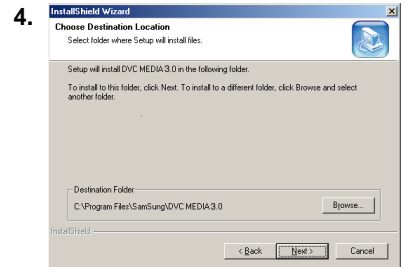 4.
InstallShield Wizard
Choose Destination Location
Select folder where Setup will install files.
Setup will install DVC MEDIA 3.0 in the following folder.
To install to this folder, click Next. To install to a different folder, click Browse and select
another folder.
Destination Folder
C:\Program Files\SamSung\DVC MEDIA 3.0
Browse...
InstallShield
< Back
Next >
Cancel